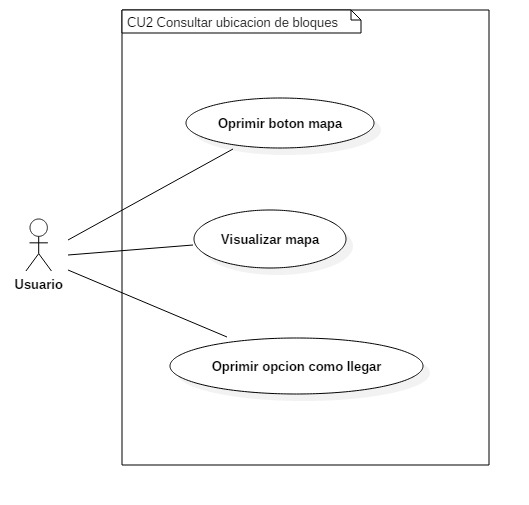 CU2 Consultar ubicacion de bloques
Oprimir boton mapa
Visualizar mapa
Usuario
Oprimir opcion como llegar